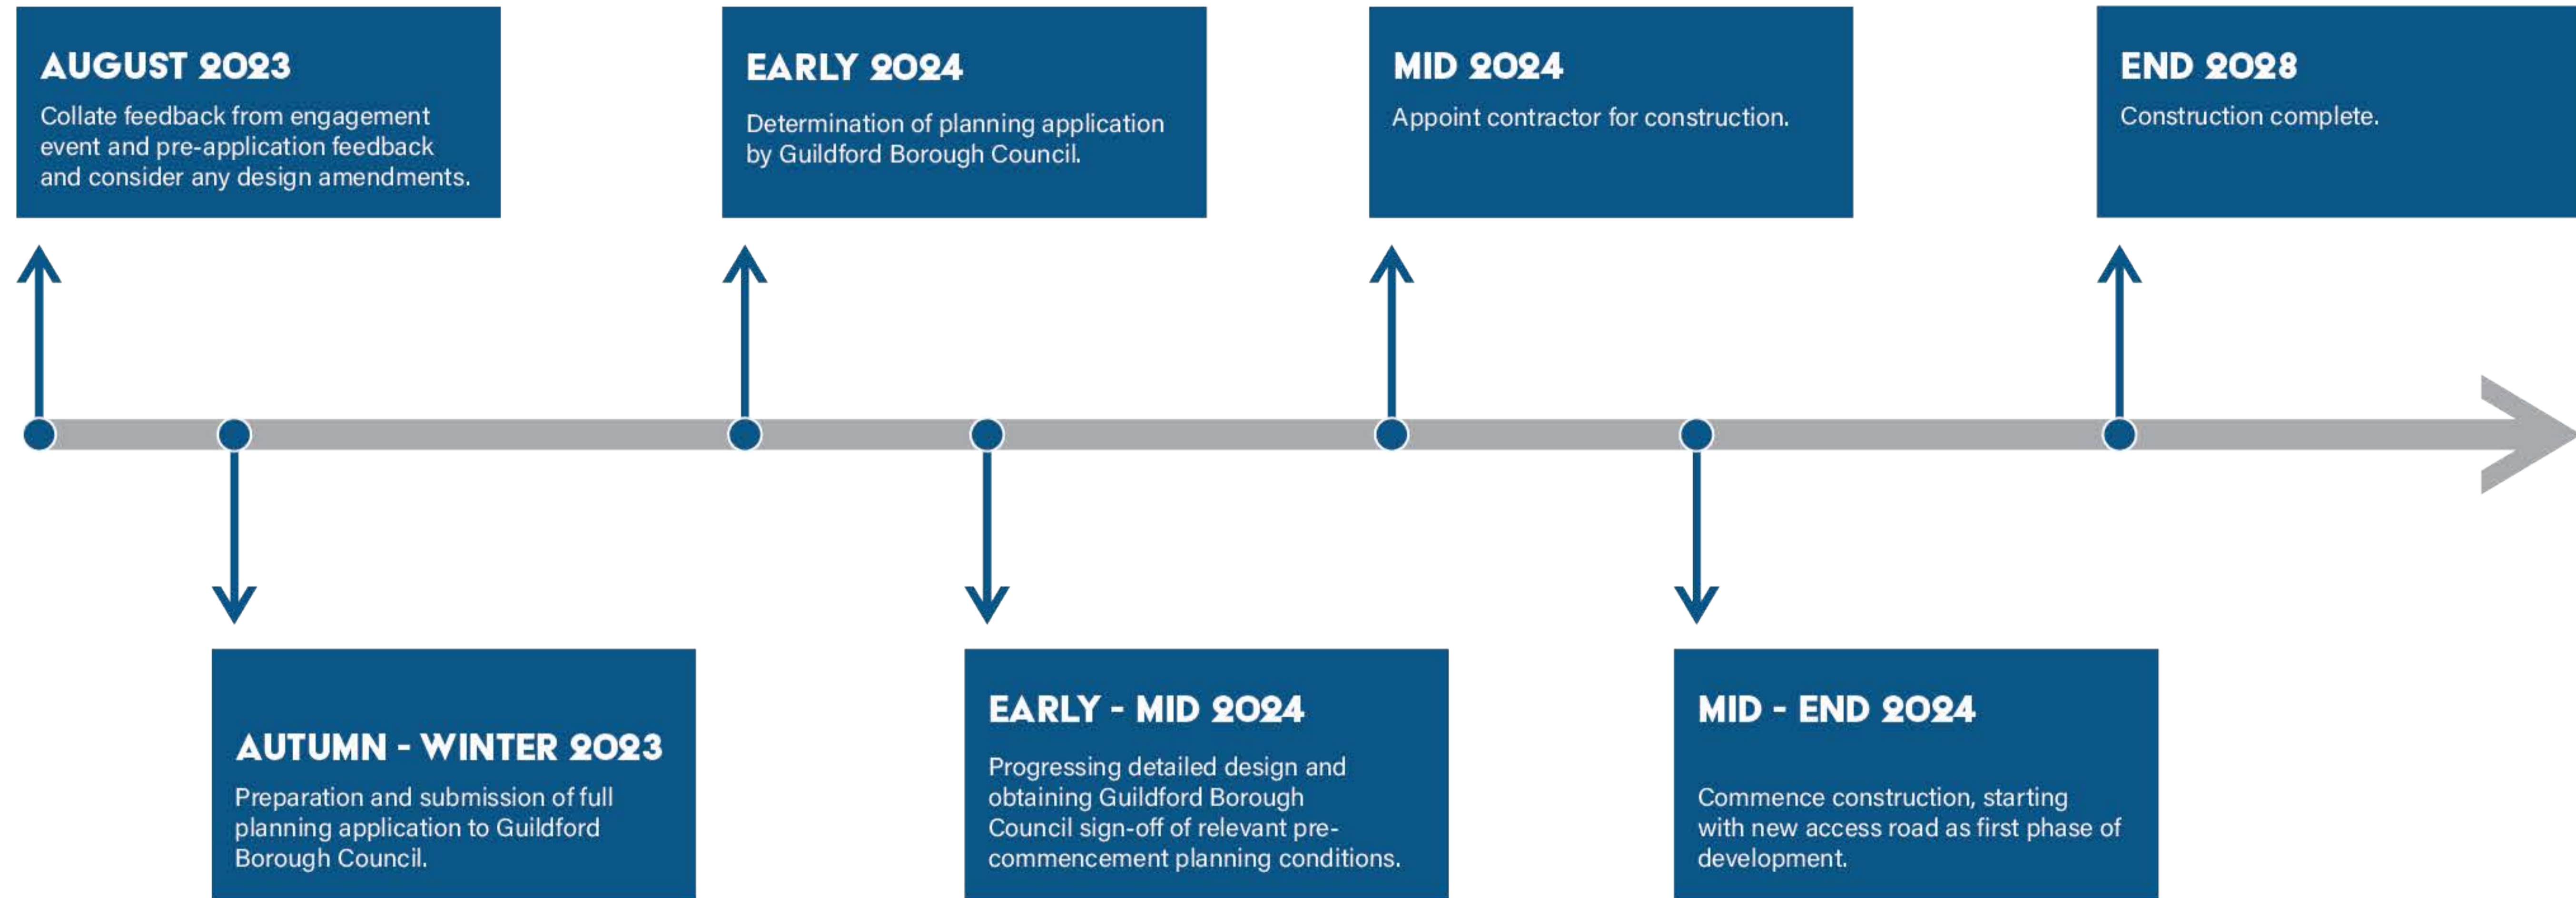 AUGUST 2023
Collate feedback from engagement
event and pre-application feedback
and consider any design amendments.
AUTUMN - WINTER 2023
Preparation and submission of full
planning application to Guildford
Borough Council.
EARLY 2024
Determination of planning application
by Guildford Borough Council.
EARLY - MID 2024
Progressing detailed design and
obtaining Guildford Borough
Council sign-off of relevant pre-
commencement planning conditions.
MID 2024
Appoint contractor for construction.
MID - END 2024
Commence construction, starting
with new access road as first phase of
development.
END 2028
Construction complete.